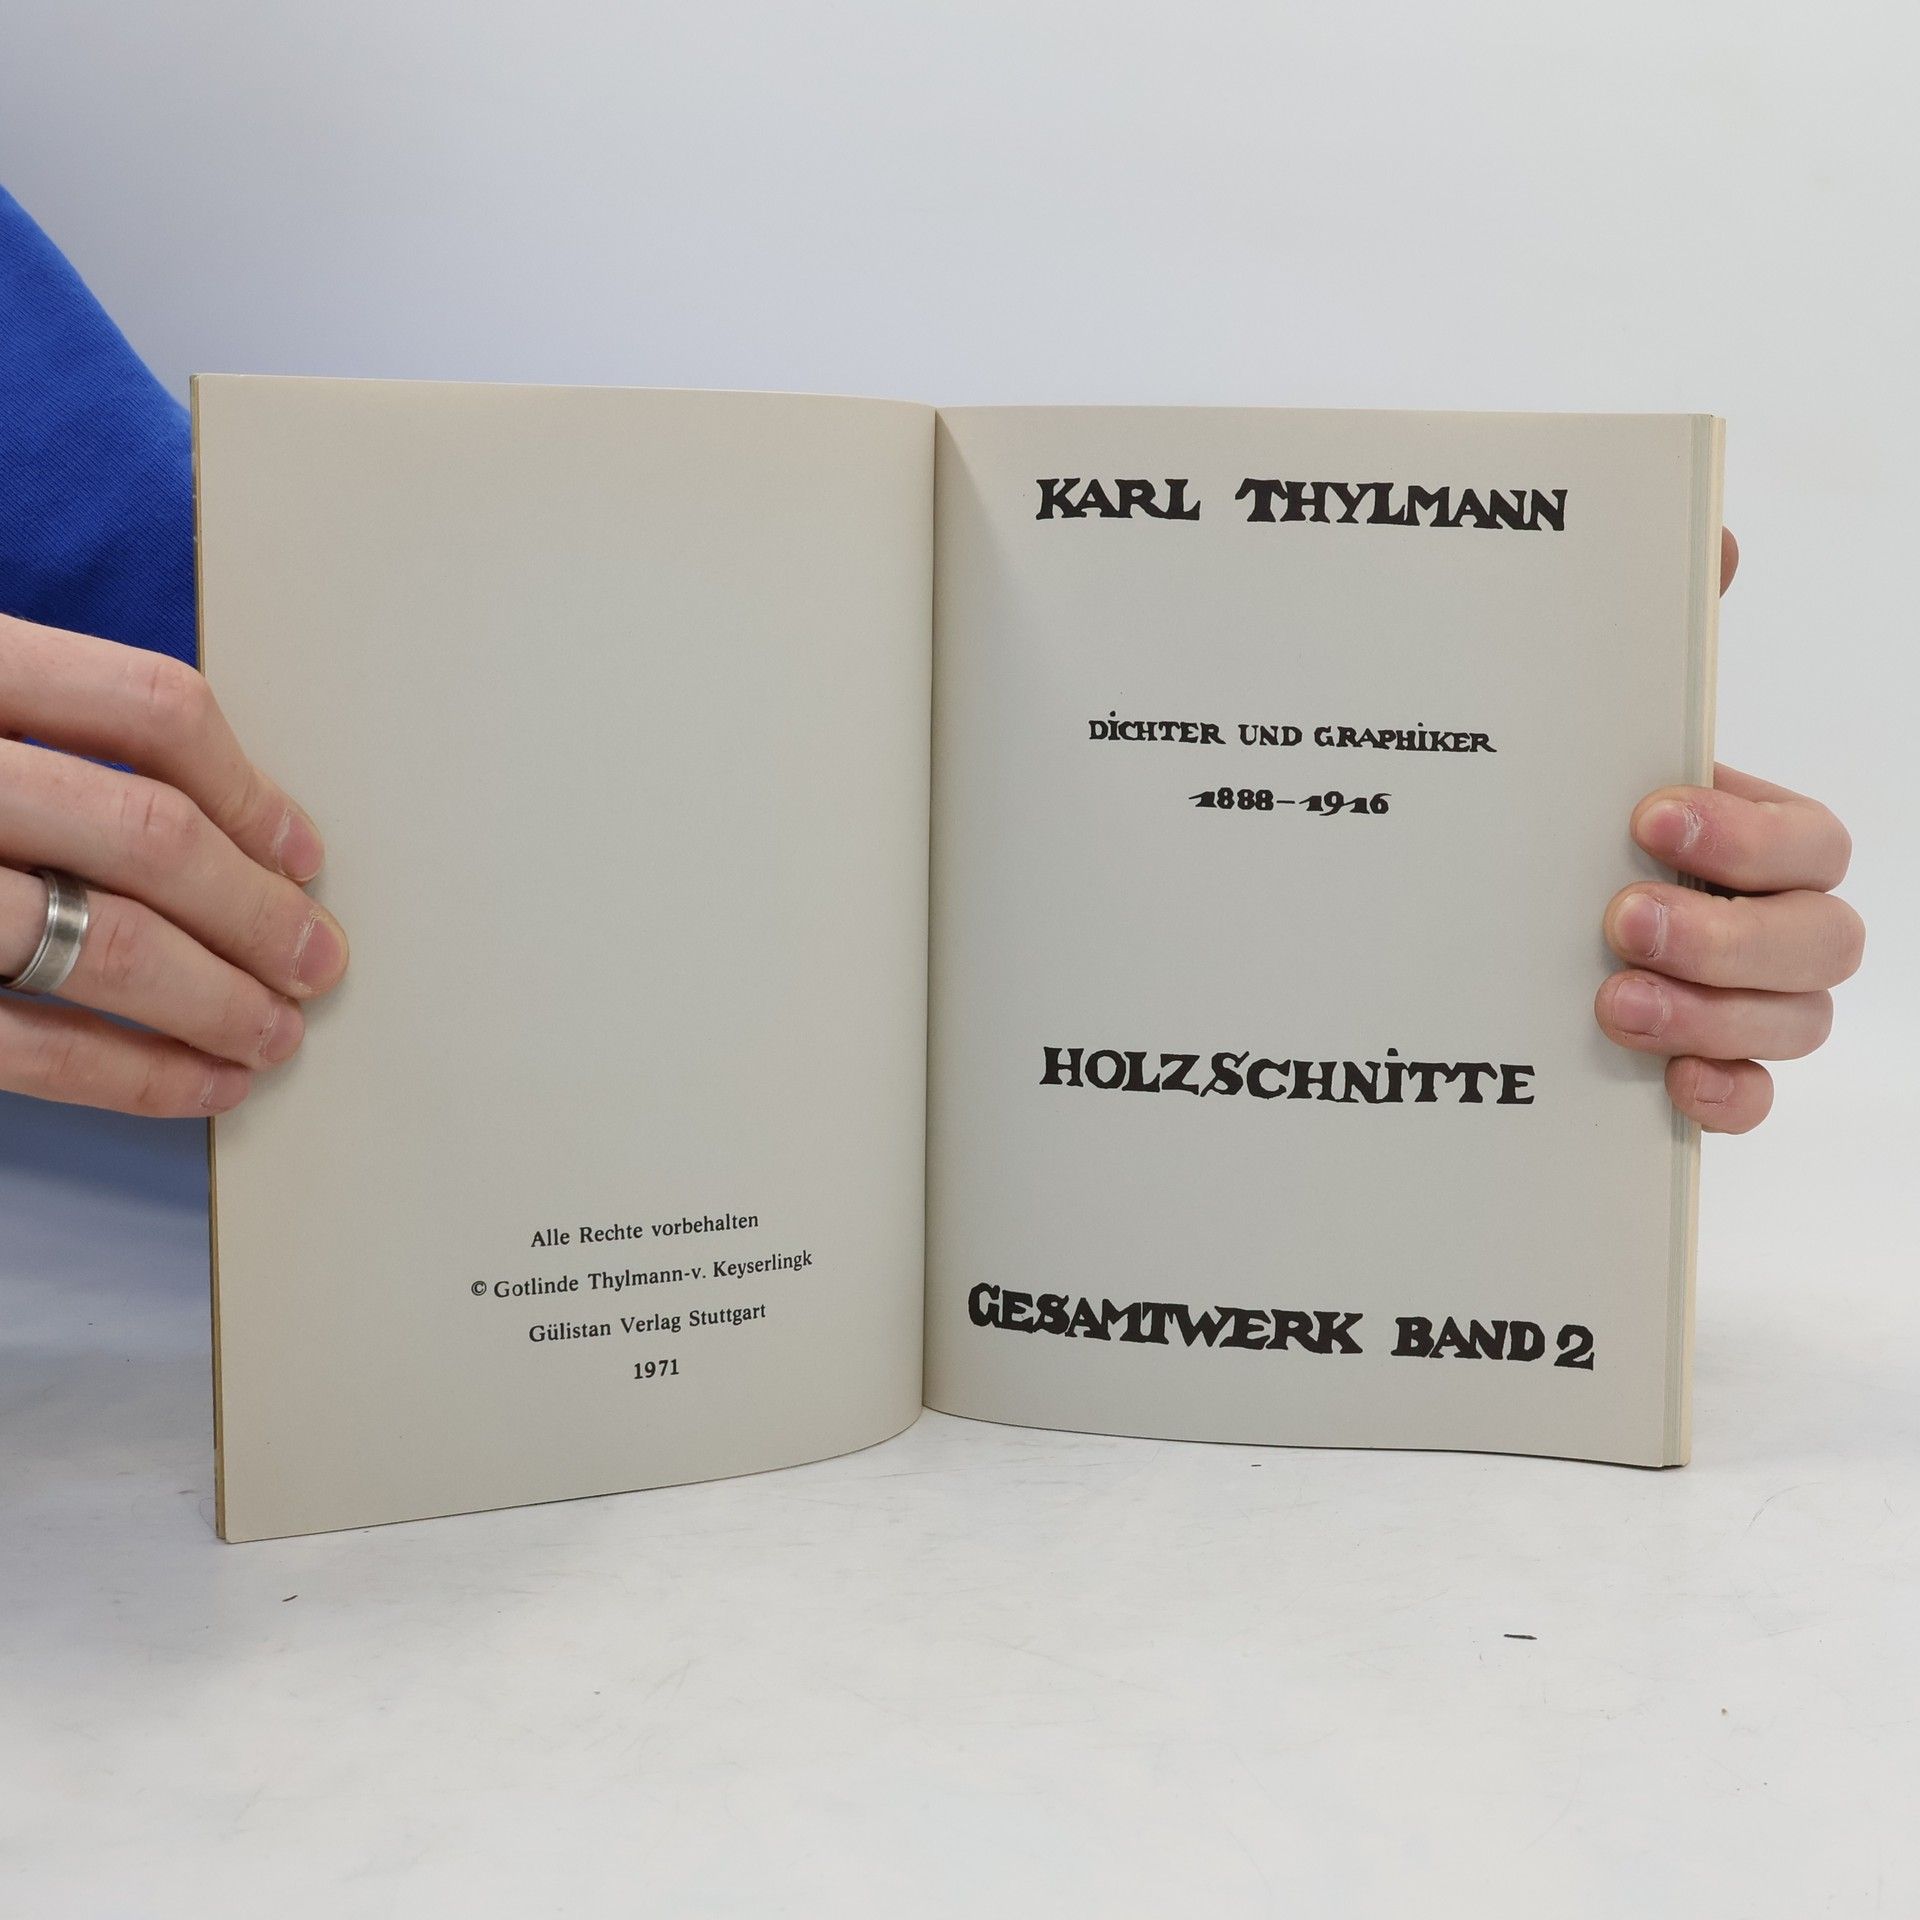 Alle Rechte vorbehalten
© Gotlinde Thylmann-v. Keyserlingk
Gülistan Verlag Stuttgart
1971
KARL THYLMANN
DiCHTER UND GRAPHiKER
1888-1916
HOLZSCHNiTTE
GESAMTWERK BAND 2